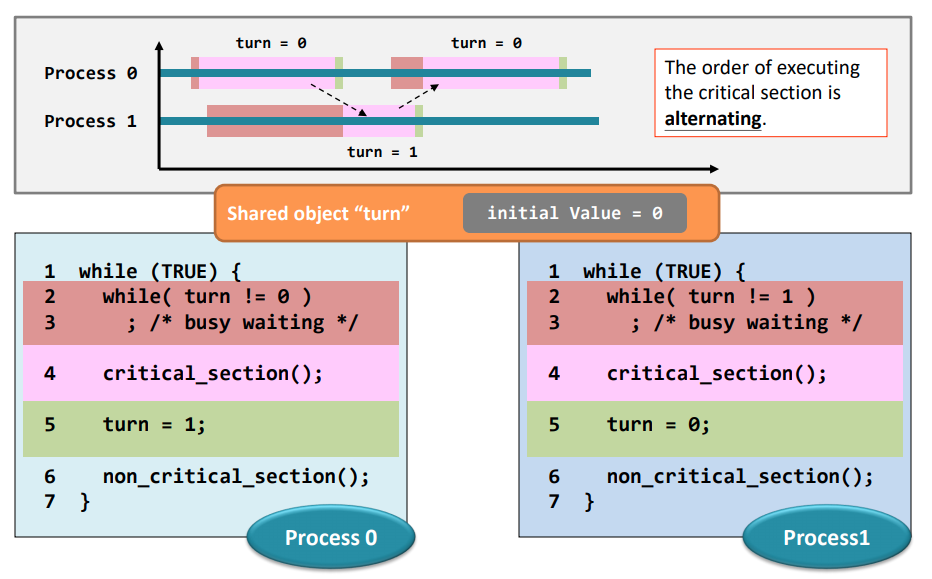 turn = 0
turn = 0
Process 0
Process 1
turn = 1
The order of executing
the critical section is
alternating.
Shared object “turn”
initial Value = 0
1 while (TRUE) {
2 while( turn != 0 )
3 ; /* busy waiting */
4 critical_section();
5 turn = 1;
6 non_critical_section();
7 }
Process 0
1 while (TRUE) {
2 while( turn != 1 )
3 ; /* busy waiting */
4 critical_section();
5 turn = 0;
6 non_critical_section();
7 }
Process1